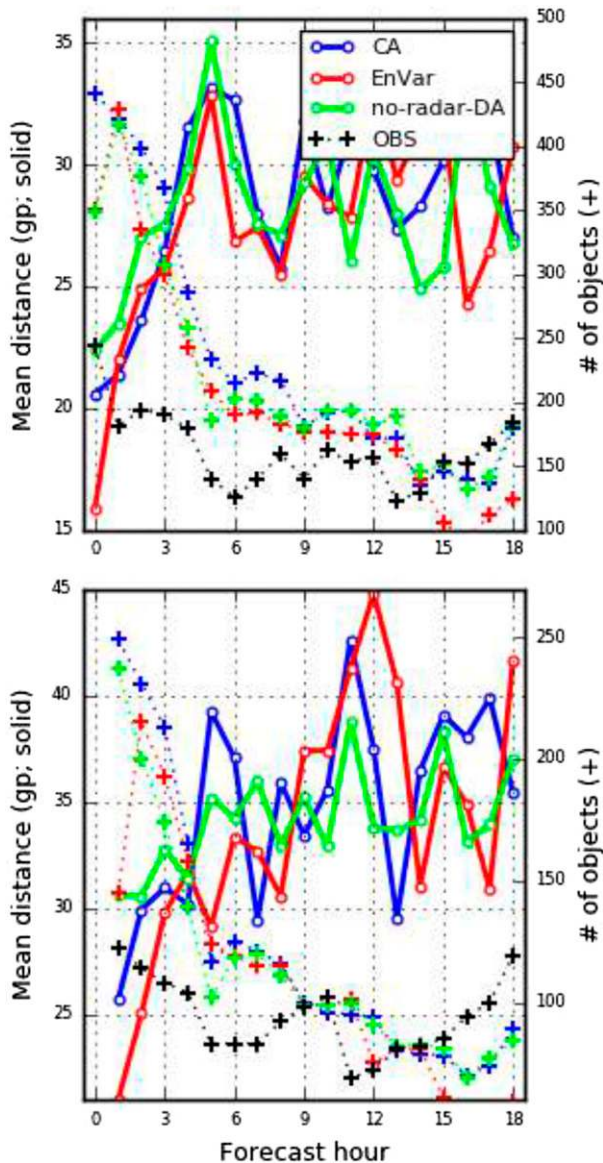 35
30
25
20
15
Mean distance (gp; solid)
CA
EnVar
no-radar-DA
OBS
500
450
400
350
300
250
200
150
100
# of objects (+)
0 3 6 9 12 15 18
45
40
35
30
25
Mean distance (gp; solid)
250
200
150
100
# of objects (+)
0 3 6 9 12 15 18
Forecast hour